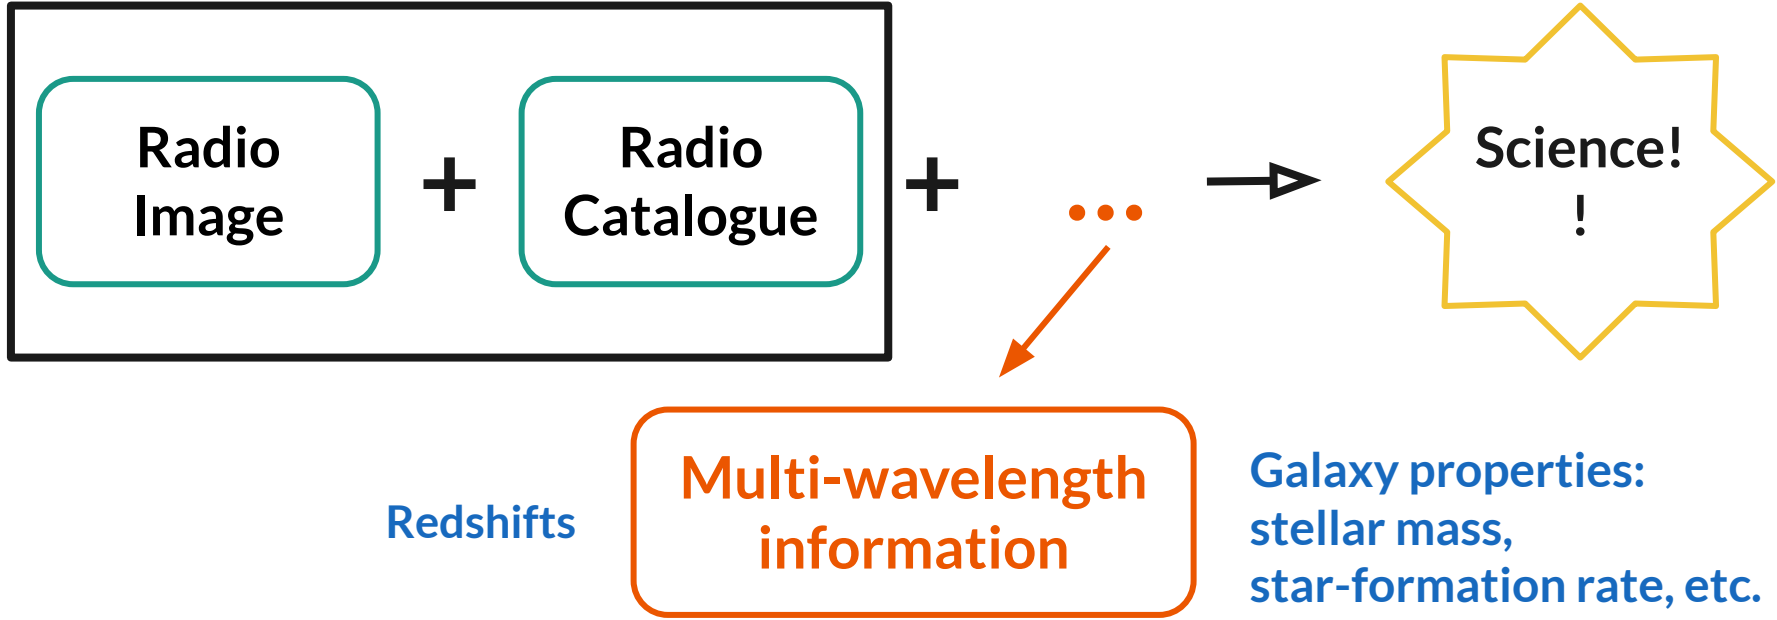 Radio
Image
+
Radio
Catalogue
+
...
Science!
!
Redshifts
Multi-wavelength
information
Galaxy properties:
stellar mass,
star-formation rate, etc.